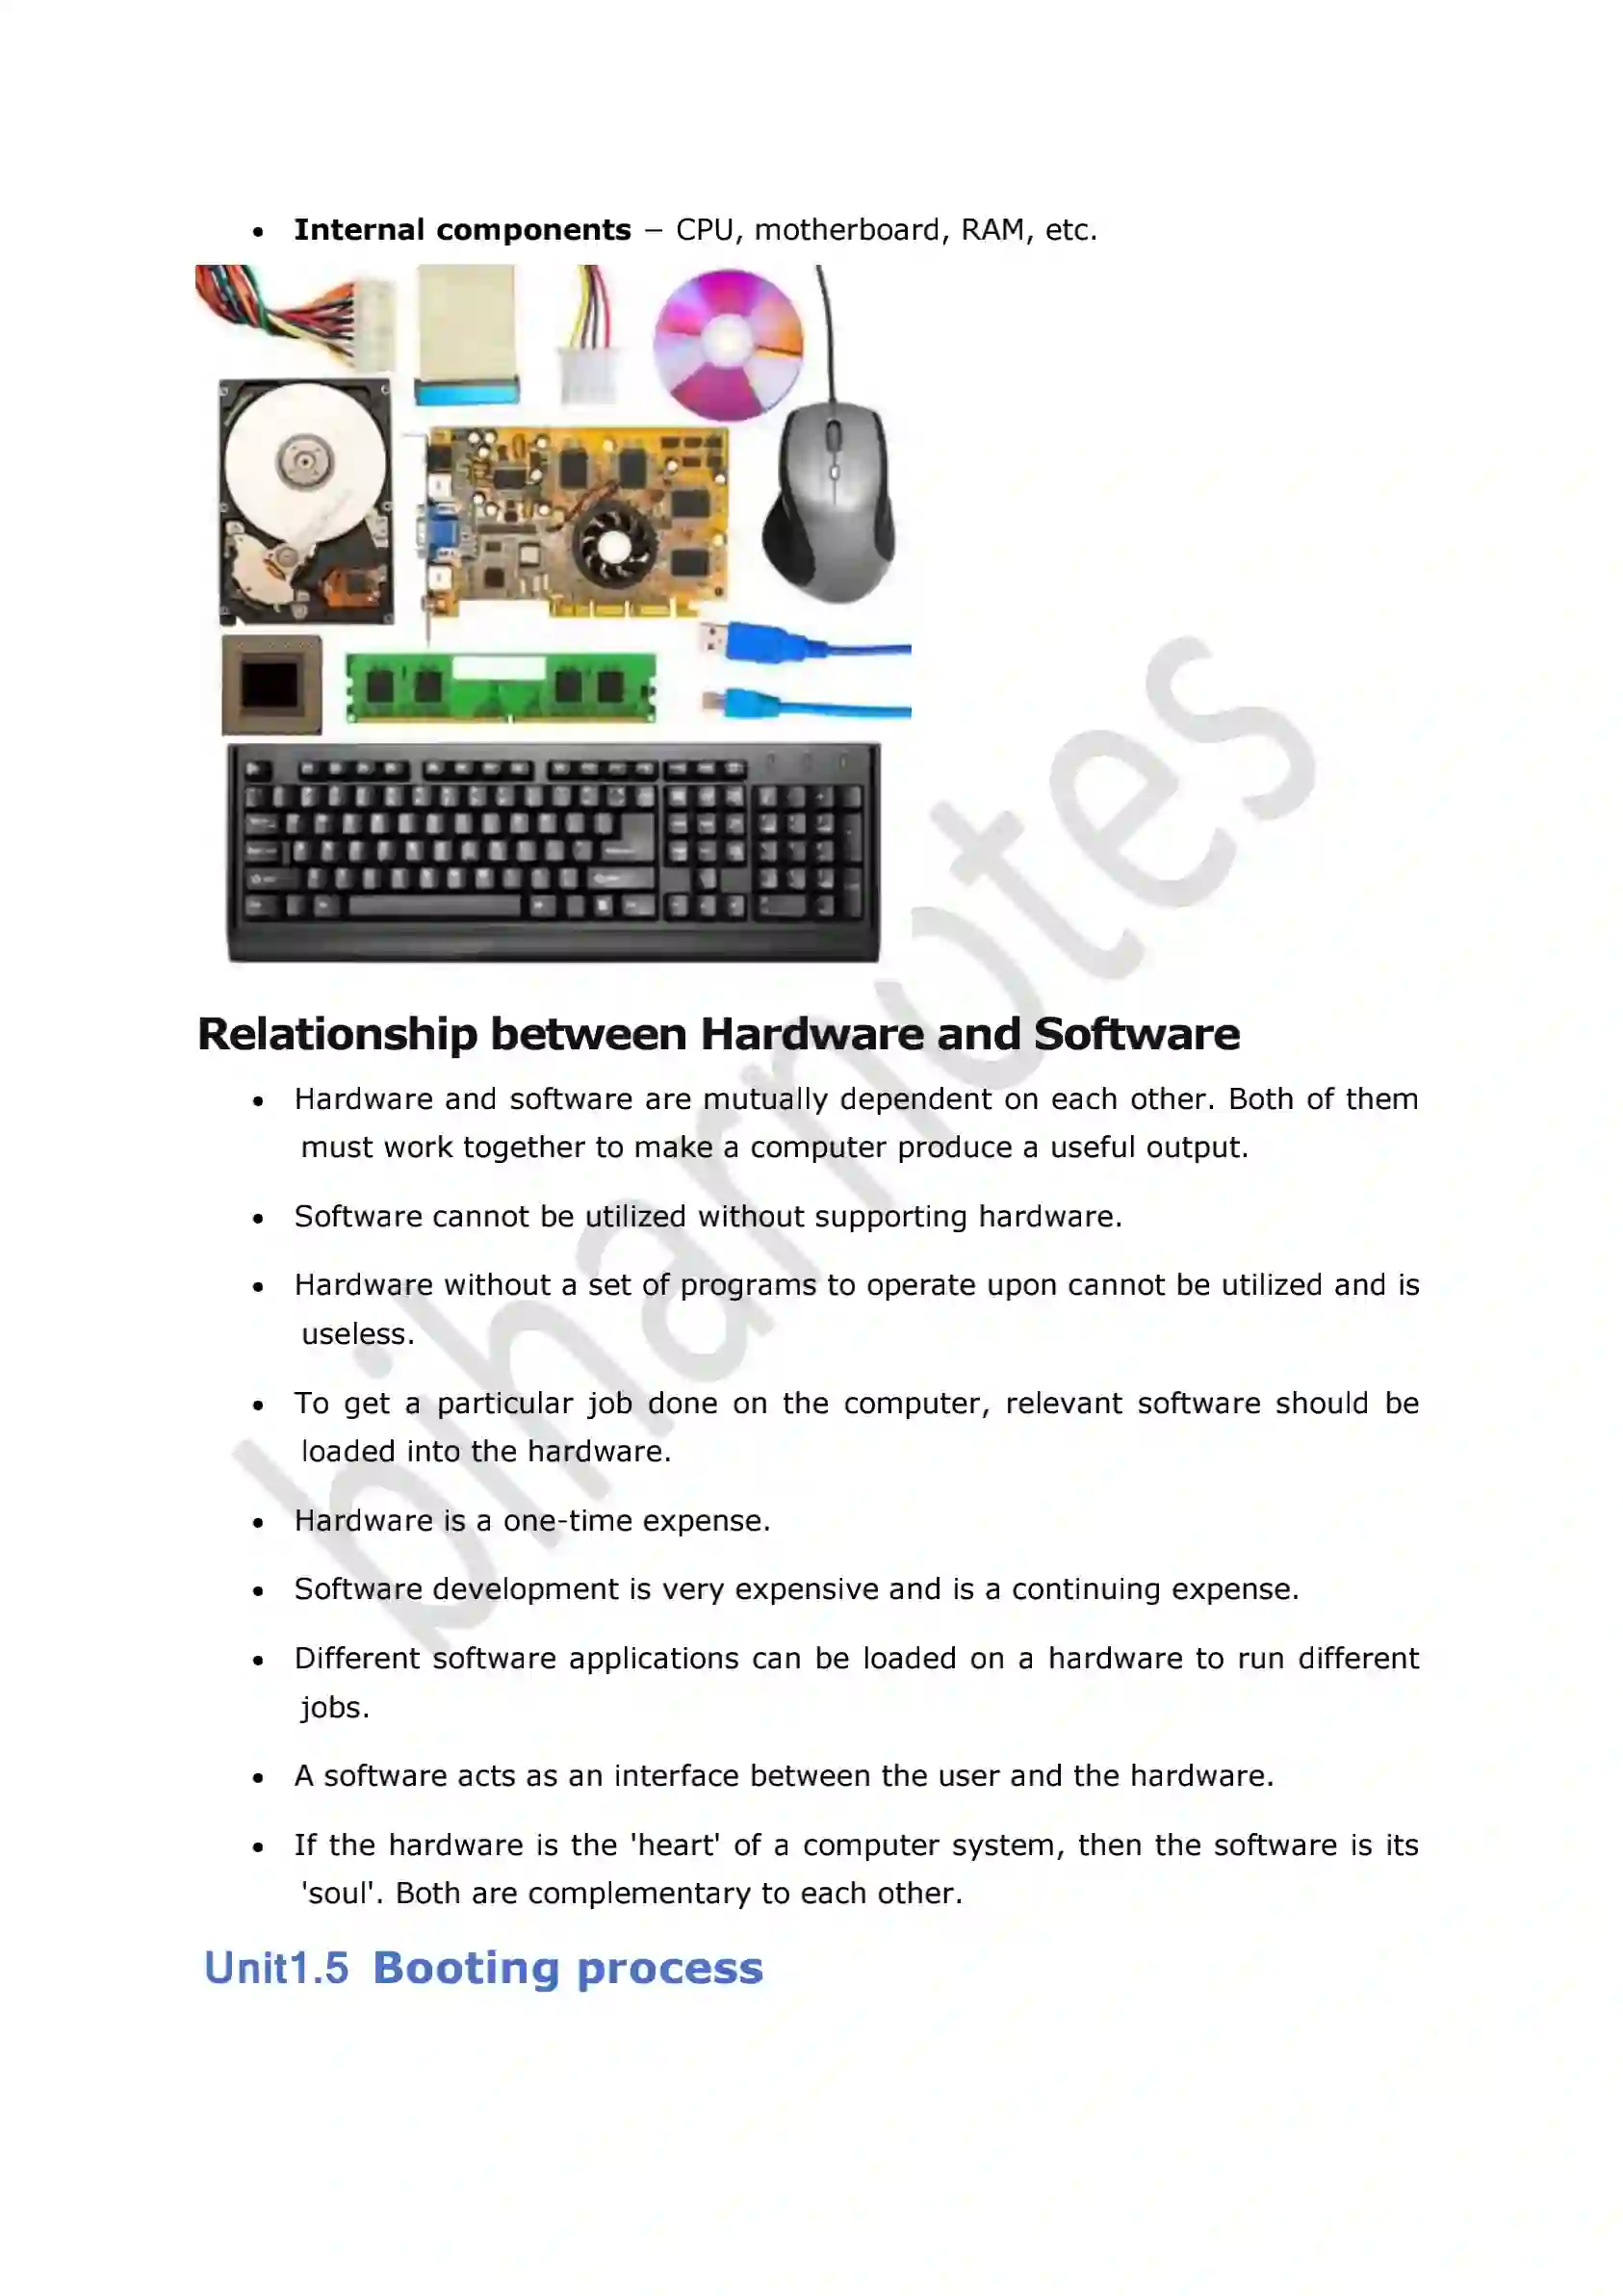 • Internal components – CPU, motherboard, RAM, etc.
Relationship between Hardware and Software
• Hardware and software are mutually dependent on each other. Both of them
must work together to make a computer produce a useful output.
• Software cannot be utilized without supporting hardware.
• Hardware without a set of programs to operate upon cannot be utilized and is
useless.
• To get a particular job done on the computer, relevant software should be
loaded into the hardware.
• Hardware is a one-time expense.
• Software development is very expensive and is a continuing expense.
• Different software applications can be loaded on a hardware to run different
jobs.
• A software acts as an interface between the user and the hardware.
• If the hardware is the 'heart' of a computer system, then the software is its
'soul'. Both are complementary to each other.
Unit1.5 Booting process
biharnotes